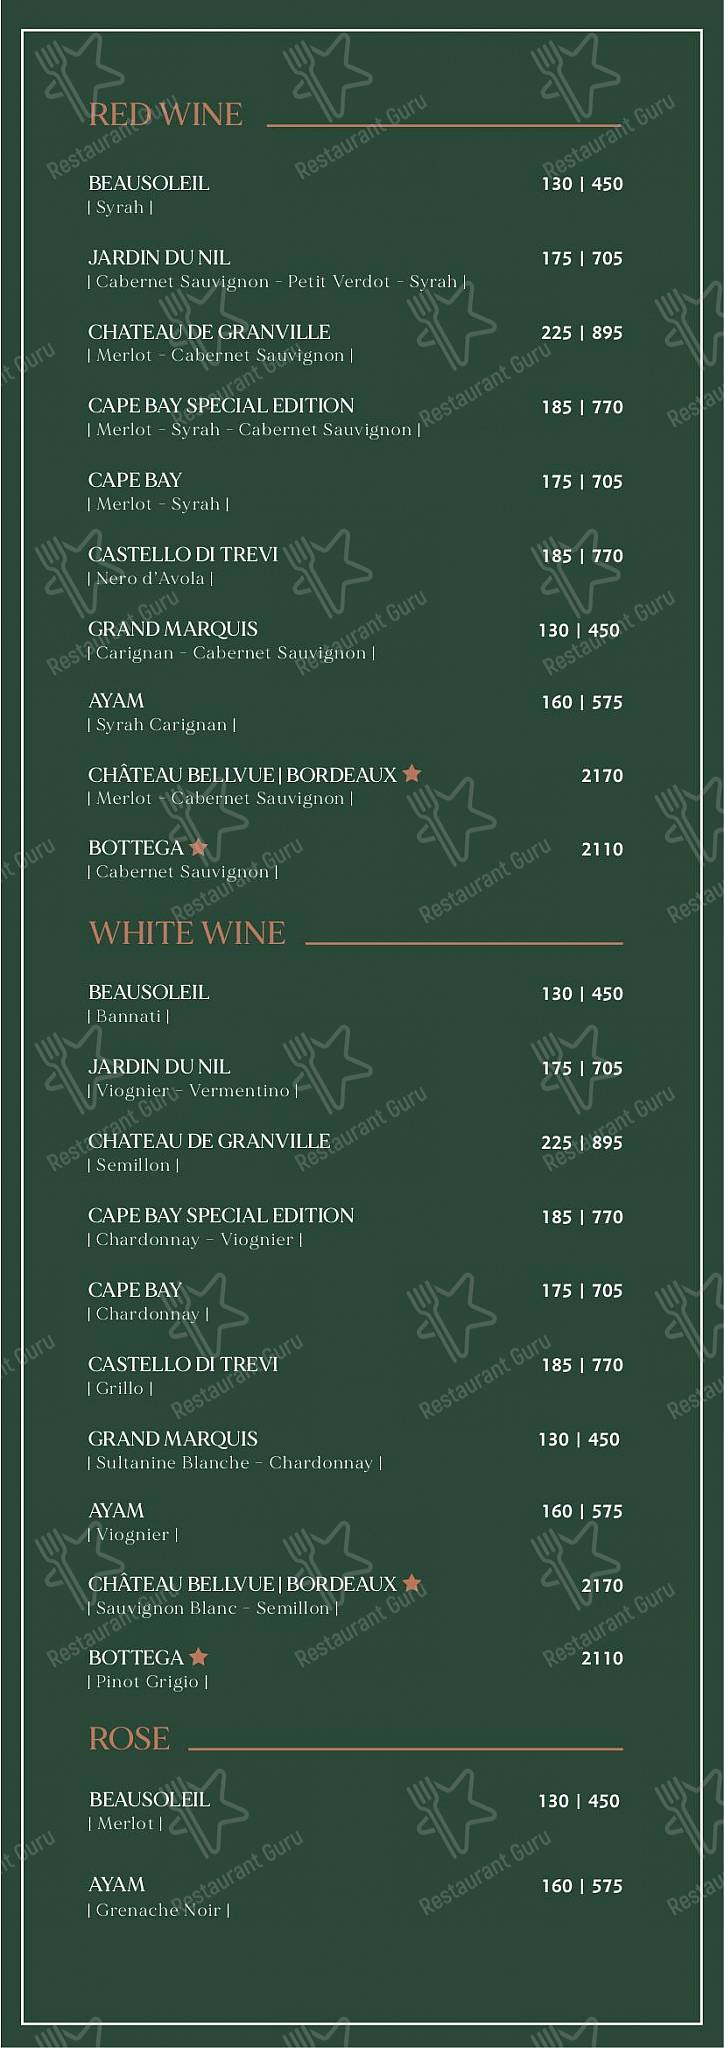 RED WINE
BEAUSOLEIL 130 | 450
| Syrah |
JARDIN DU NIL 175 | 705
| Cabernet Sauvignon - Petit Verdot - Syrah |
CHATEAU DE GRANVILLE 225 | 895
| Merlot - Cabernet Sauvignon |
CAPE BAY SPECIAL EDITION 185 | 770
| Merlot - Syrah - Cabernet Sauvignon |
CAPE BAY 175 | 705
| Merlot - Syrah |
CASTELLO DI TREVI 185 | 770
| Nero d'Avola |
GRAND MARQUIS 130 | 450
| Carignan - Cabernet Sauvignon |
AYAM 160 | 575
| Syrah Carignan |
CHÂTEAU BELLVUE | BORDEAUX ★ 2170
| Merlot - Cabernet Sauvignon |
BOTTEGA ★ 2110
| Cabernet Sauvignon |
WHITE WINE
BEAUSOLEIL 130 | 450
| Bannati |
JARDIN DU NIL 175 | 705
| Viognier - Vermentino |
CHATEAU DE GRANVILLE 225 | 895
| Semillon |
CAPE BAY SPECIAL EDITION 185 | 770
| Chardonnay - Viognier |
CAPE BAY 175 | 705
| Chardonnay |
CASTELLO DI TREVI 185 | 770
| Grillo |
GRAND MARQUIS 130 | 450
| Sultanine Blanche - Chardonnay |
AYAM 160 | 575
| Viognier |
CHÂTEAU BELLVUE | BORDEAUX ★ 2170
| Sauvignon Blanc - Semillon |
BOTTEGA ★ 2110
| Pinot Grigio |
ROSE
BEAUSOLEIL 130 | 450
| Merlot |
AYAM 160 | 575
| Grenache Noir |
Restaurant Guru